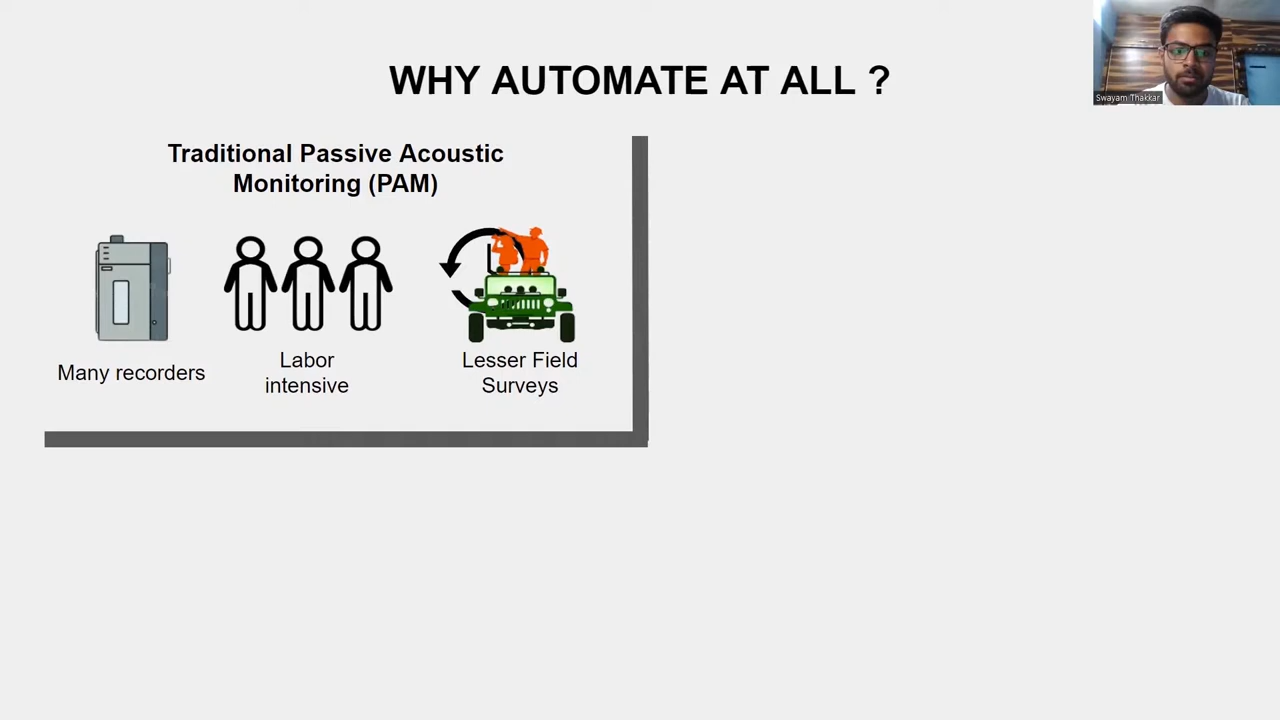 WHY AUTOMATE AT ALL ?
Swayam Thakkar
Traditional Passive Acoustic
Monitoring (PAM)
Many recorders
Labor
intensive
Lesser Field
Surveys